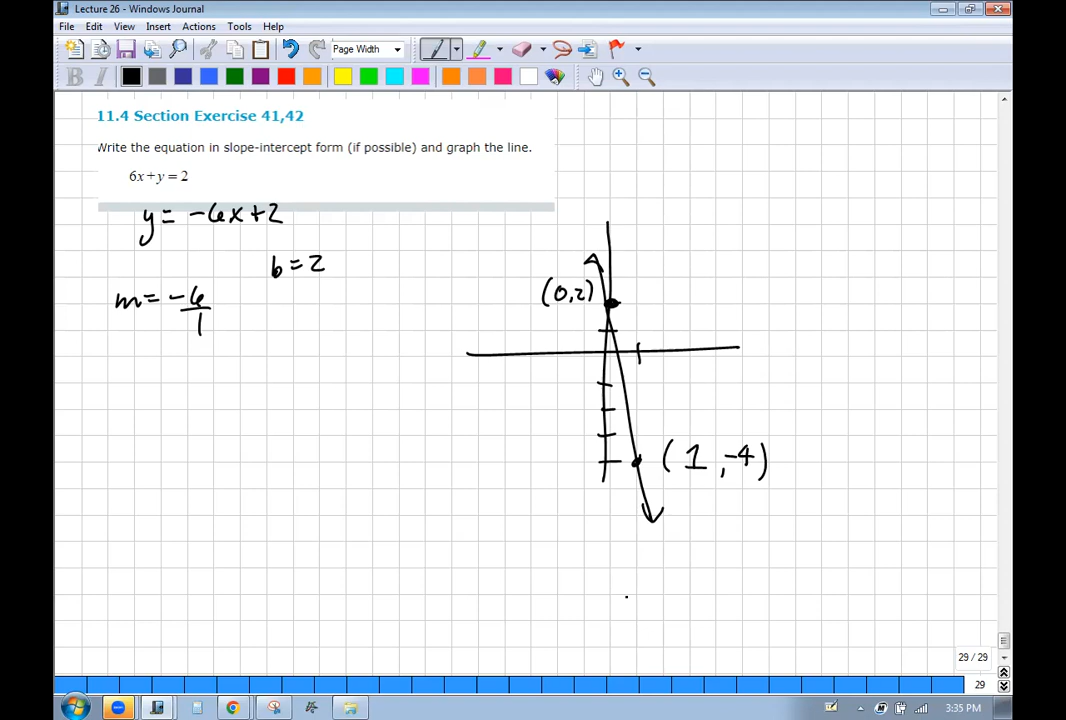 Lecture 26 - Windows Journal
File Edit View Insert Actions Tools Help
Page Width
B I
11.4 Section Exercise 41,42
Write the equation in slope-intercept form (if possible) and graph the line.
6x + y = 2
y = -6x + 2
b = 2
m = -6/1
(0,2)
(1,-4)
29 / 29
29
3:35 PM